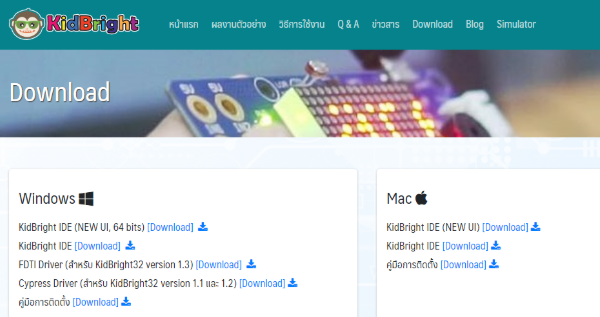 KidBright
หน้าแรก ผลงานตัวอย่าง วิธีการใช้งาน Q & A ข่าวสาร Download Blog Simulator
5V 5V
Download
Windows
KidBright IDE (NEW UI, 64 bits) [Download]
KidBright IDE [Download]
FDTI Driver (สำหรับ KidBright32 version 1.3) [Download]
Cypress Driver (สำหรับ KidBright32 version 1.1 และ 1.2) [Download]
คู่มือการติดตั้ง [Download]
Mac
KidBright IDE (NEW UI) [Download]
KidBright IDE [Download]
คู่มือการติดตั้ง [Download]